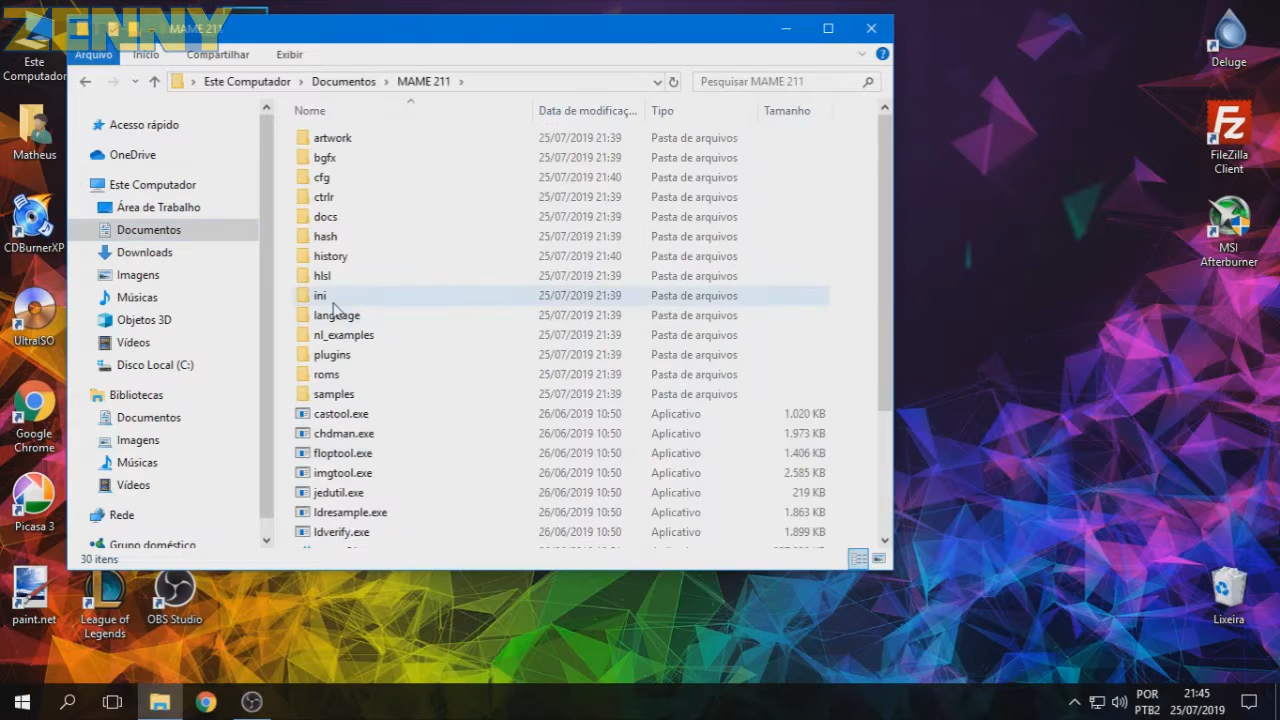 ZENNY
MAME 211
Arquivo Início Compartilhar Exibir
Este Computador Documentos MAME 211
Pesquisar MAME 211
Nome Data de modificaç... Tipo Tamanho
Acesso rápido
OneDrive
Este Computador
Área de Trabalho
Documentos
Downloads
Imagens
Músicas
Objetos 3D
Vídeos
Disco Local (C:)
Bibliotecas
Documentos
Imagens
Músicas
Vídeos
Rede
Grupo doméstico
artwork 25/07/2019 21:39 Pasta de arquivos
bgfx 25/07/2019 21:39 Pasta de arquivos
cfg 25/07/2019 21:40 Pasta de arquivos
ctrlr 25/07/2019 21:39 Pasta de arquivos
docs 25/07/2019 21:39 Pasta de arquivos
hash 25/07/2019 21:39 Pasta de arquivos
history 25/07/2019 21:40 Pasta de arquivos
hlsl 25/07/2019 21:39 Pasta de arquivos
ini 25/07/2019 21:39 Pasta de arquivos
language 25/07/2019 21:39 Pasta de arquivos
nl_examples 25/07/2019 21:39 Pasta de arquivos
plugins 25/07/2019 21:39 Pasta de arquivos
roms 25/07/2019 21:39 Pasta de arquivos
samples 25/07/2019 21:39 Pasta de arquivos
castool.exe 26/06/2019 10:50 Aplicativo 1.020 KB
chdman.exe 26/06/2019 10:50 Aplicativo 1.973 KB
floptool.exe 26/06/2019 10:50 Aplicativo 1.406 KB
imgtool.exe 26/06/2019 10:50 Aplicativo 2.585 KB
jedutil.exe 26/06/2019 10:50 Aplicativo 219 KB
ldresample.exe 26/06/2019 10:50 Aplicativo 1.863 KB
ldverify.exe 26/06/2019 10:50 Aplicativo 1.899 KB
30 itens
Este
Computador
Matheus
CDBurnerXP
UltraISO
Google
Chrome
Picasa 3
paint.net
League of
Legends
OBS Studio
Deluge
FileZilla
Client
MSI
Afterburner
Lixeira
POR
PTB2
21:45
25/07/2019